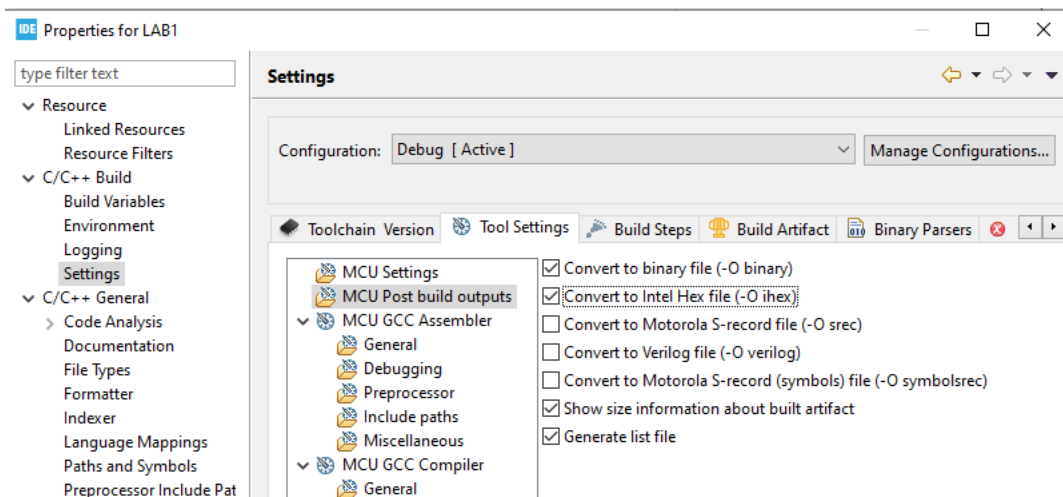 IDE Properties for LAB1
type filter text
Resource
Linked Resources
Resource Filters
C/C++ Build
Build Variables
Environment
Logging
Settings
C/C++ General
Code Analysis
Documentation
File Types
Formatter
Indexer
Language Mappings
Paths and Symbols
Preprocessor Include Pat
Settings
Configuration: Debug [ Active ] Manage Configurations...
Toolchain Version Tool Settings Build Steps Build Artifact 010 Binary Parsers
MCU Settings
MCU Post build outputs
MCU GCC Assembler
General
Debugging
Preprocessor
Include paths
Miscellaneous
MCU GCC Compiler
General
Convert to binary file (-O binary)
Convert to Intel Hex file (-O ihex)
Convert to Motorola S-record file (-O srec)
Convert to Verilog file (-O verilog)
Convert to Motorola S-record (symbols) file (-O symbolsrec)
Show size information about built artifact
Generate list file